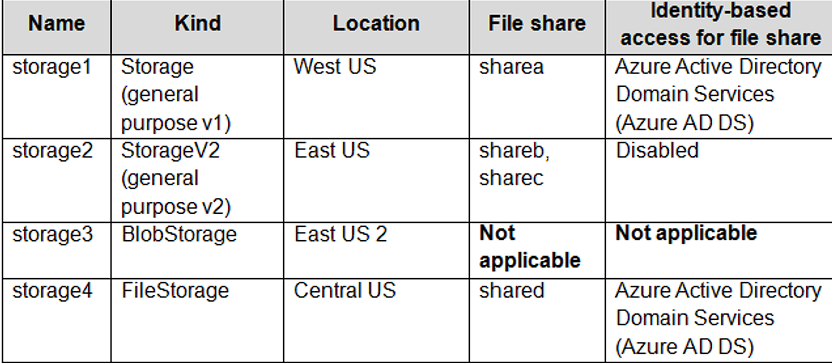 Name Kind Location File share Identity-based
access for file share
storage1 Storage West US sharea Azure Active Directory
(general Domain Services
purpose v1) (Azure AD DS)
storage2 StorageV2 East US shareb, Disabled
(general sharec
purpose v2)
storage3 BlobStorage East US 2 Not Not applicable
applicable
storage4 FileStorage Central US shared Azure Active Directory
Domain Services
(Azure AD DS)